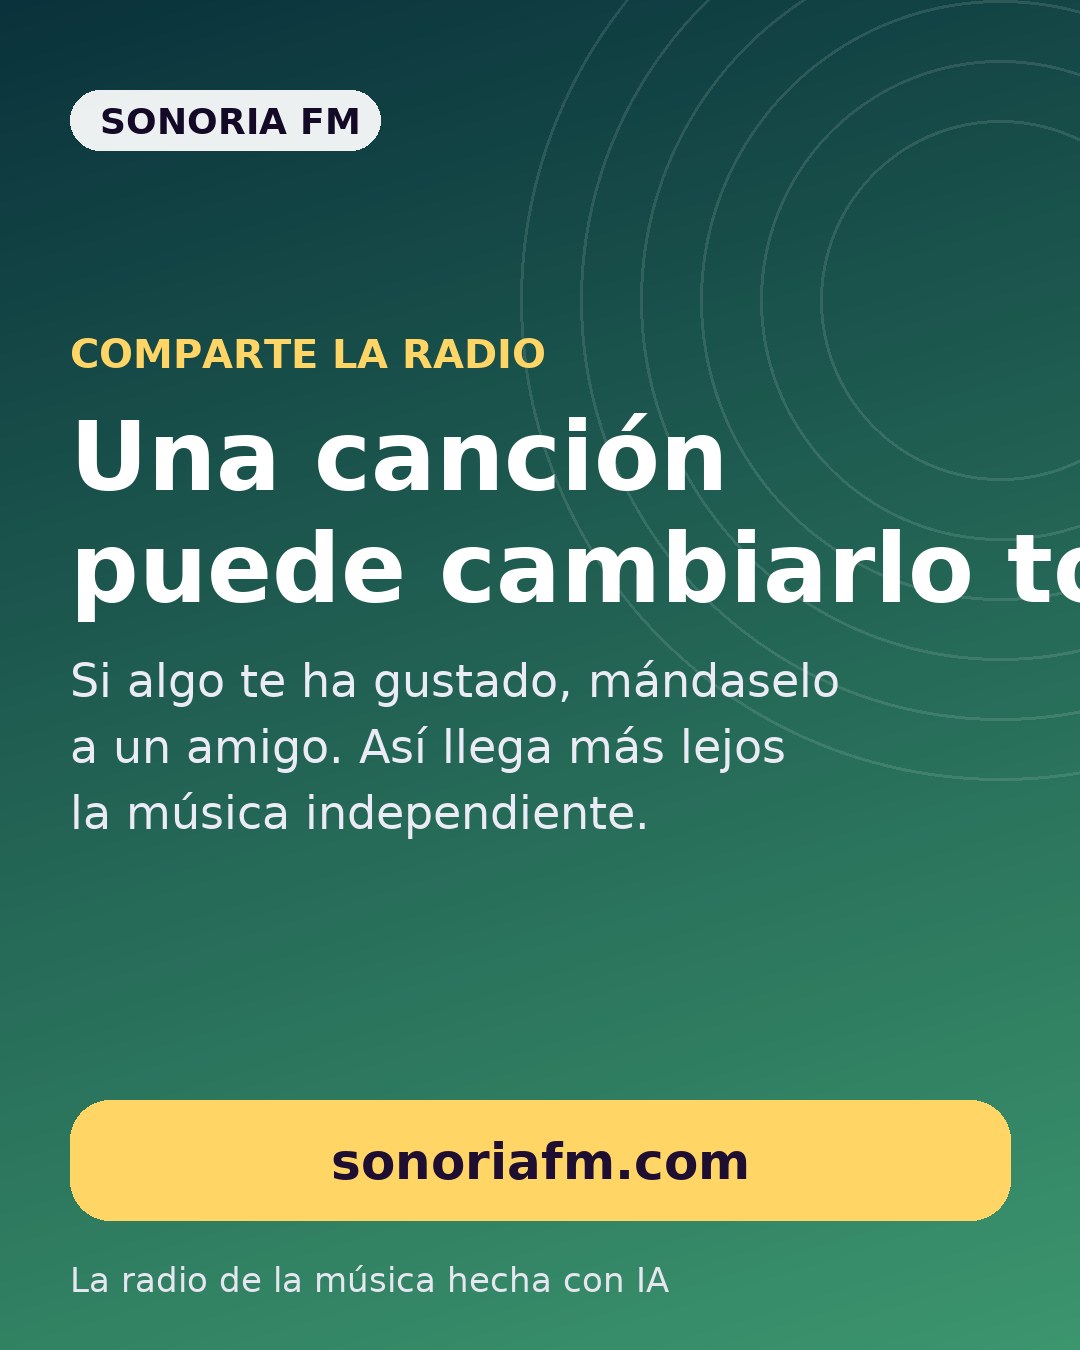 SONORIA FM
COMPARTE LA RADIO
Una canción
puede cambiarlo to
Si algo te ha gustado, mándaselo
a un amigo. Así llega más lejos
la música independiente.
sonoriafm.com
La radio de la música hecha con IA